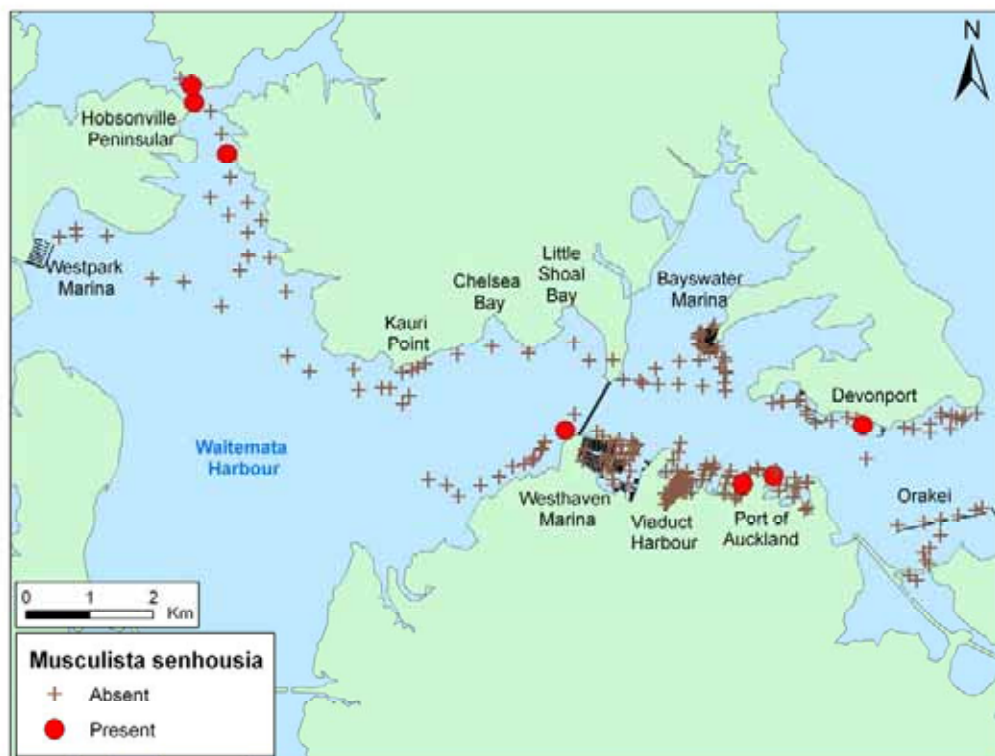 N
Hobsonville
Peninsular
Westpark
Marina
Little
Shoal
Bay
Chelsea
Bay
Kauri
Point
Bayswater
Marina
Devonport
Waitemata
Harbour
Westhaven
Marina
Viaduct
Harbour
Port of
Auckland
Orakei
0 1 2
Km
Musculista senhousia
Absent
Present